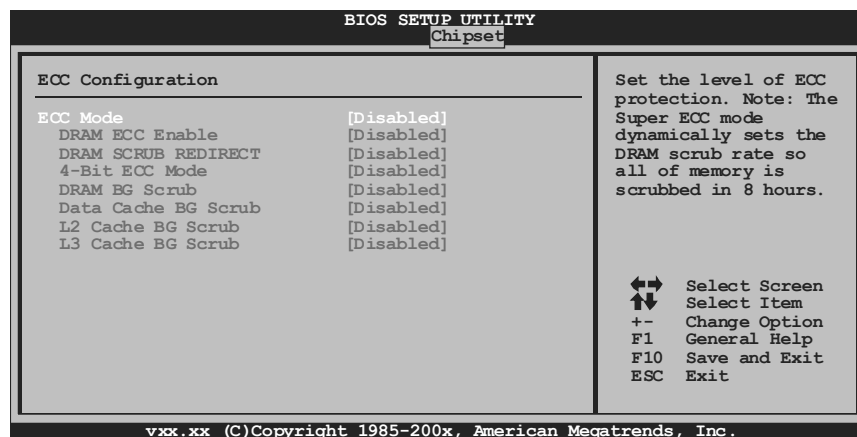 BIOS SETUP UTILITY
Chipset
ECC Configuration
ECC Mode [Disabled]
DRAM ECC Enable [Disabled]
DRAM SCRUB REDIRECT [Disabled]
4-Bit ECC Mode [Disabled]
DRAM BG Scrub [Disabled]
Data Cache BG Scrub [Disabled]
L2 Cache BG Scrub [Disabled]
L3 Cache BG Scrub [Disabled]
Set the level of ECC
protection. Note: The
Super ECC mode
dynamically sets the
DRAM scrub rate so
all of memory is
scrubbed in 8 hours.
Select Screen
Select Item
+- Change Option
F1 General Help
F10 Save and Exit
ESC Exit
vxx.xx (C)Copyright 1985-200x, American Megatrends, Inc.